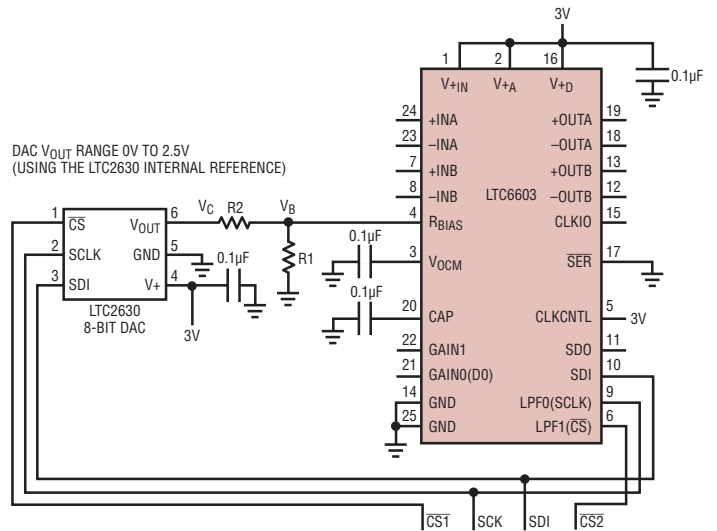 3V
1
2
16
V+IN
V+A
V+D
0.1µF
24
+INA
+OUTA
19
23
–INA
–OUTA
18
7
+INB
+OUTB
13
8
–INB
–OUTB
12
LTC6603
CLKIO
15
4
RBIAS
3
VOCM
SER
17
20
CAP
CLKCNTL
5
3V
22
GAIN1
SDO
11
21
GAIN0(D0)
SDI
10
14
GND
LPF0(SCLK)
9
25
GND
LPF1(CS)
6
0.1µF
0.1µF
DAC VOUT RANGE 0V TO 2.5V
(USING THE LTC2630 INTERNAL REFERENCE)
VC
R2
VB
R1
1
CS
VOUT
6
2
SCLK
GND
5
3
SDI
V+
4
0.1µF
3V
LTC2630
8-BIT DAC
CS1
SCK
SDI
CS2